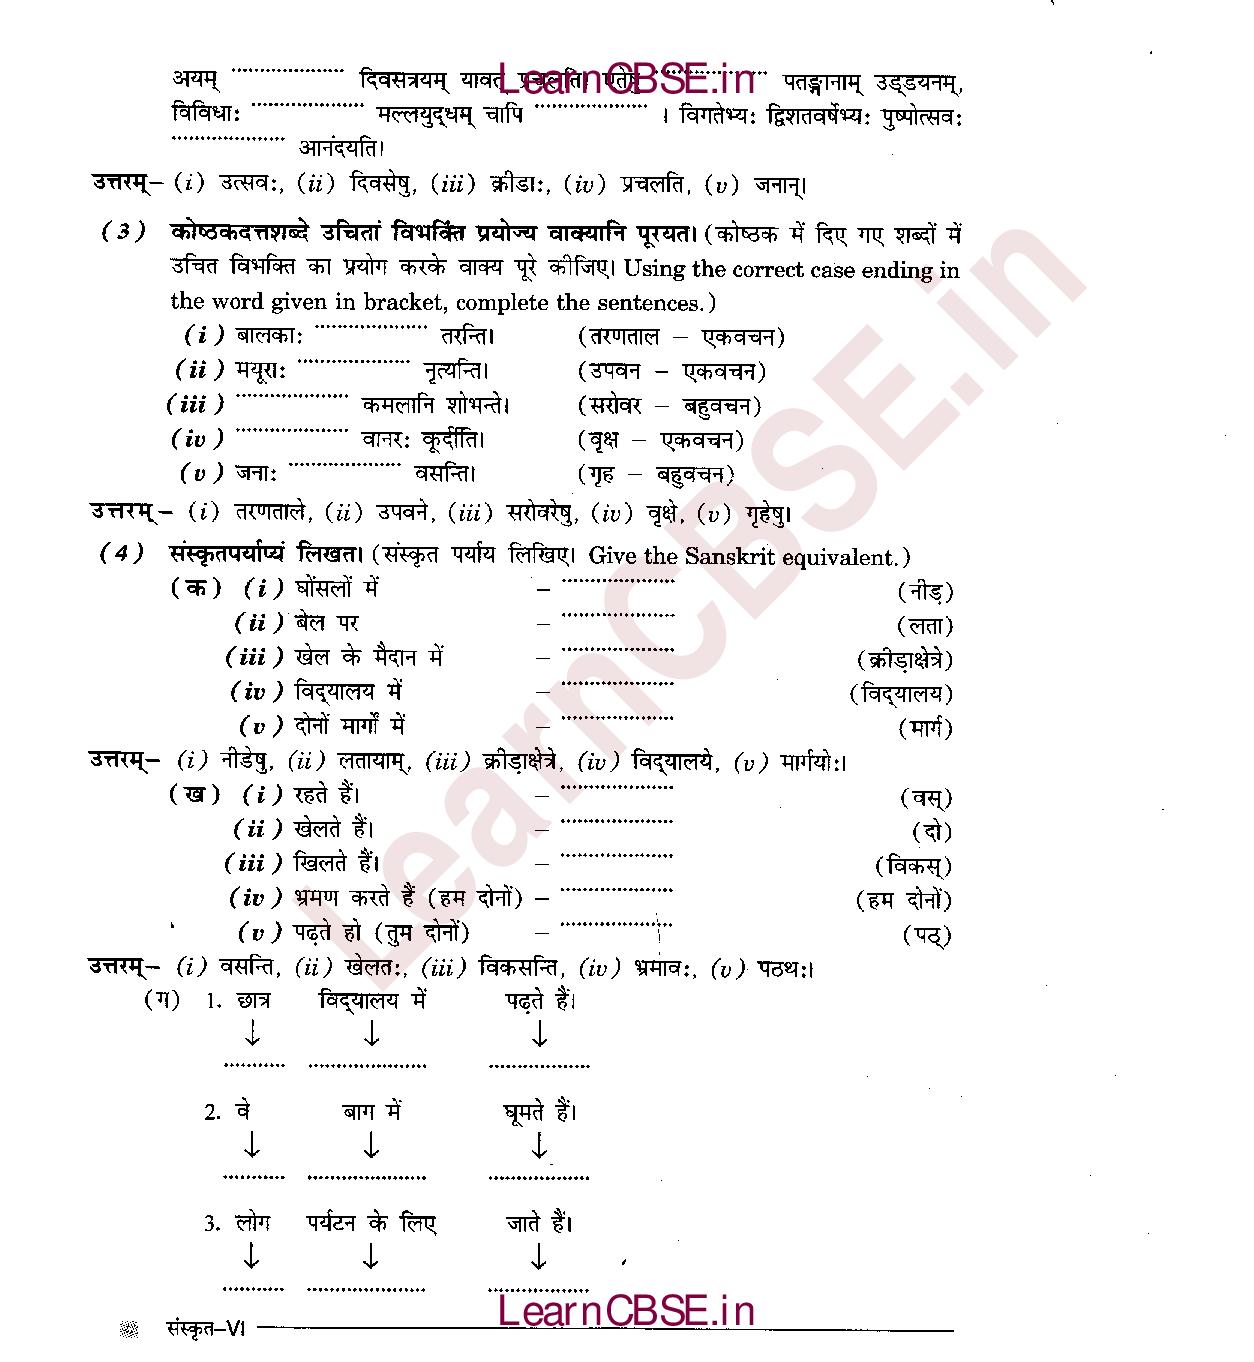 अयम् ..................... दिवसत्रयम् यावत् प्रचलति। एतेषु ..................... पतङ्गानाम् उड्डयनम्,
LearnCBSE.in
विविधाः ..................... मल्लयुद्धम् चापि ..................... । विगतेभ्यः द्विशतवर्षेभ्यः पुष्पोत्सवः
..................... आनंदयति।
उत्तरम्– (i) उत्सवः, (ii) दिवसेषु, (iii) क्रीडाः, (iv) प्रचलति, (v) जनान्।
(3) कोष्ठकदत्तशब्दे उचितां विभक्तिं प्रयोज्य वाक्यानि पूरयत। (कोष्ठक में दिए गए शब्दों में
उचित विभक्ति का प्रयोग करके वाक्य पूरे कीजिए। Using the correct case ending in
the word given in bracket, complete the sentences.)
(i) बालकाः ..................... तरन्ति। (तरणताल – एकवचन)
(ii) मयूराः ..................... नृत्यन्ति। (उपवन – एकवचन)
(iii) ..................... कमलानि शोभन्ते। (सरोवर – बहुवचन)
(iv) ..................... वानरः कूर्दति। (वृक्ष – एकवचन)
(v) जनाः ..................... वसन्ति। (गृह – बहुवचन)
उत्तरम्– (i) तरणताले, (ii) उपवने, (iii) सरोवरेषु, (iv) वृक्षे, (v) गृहेषु।
(4) संस्कृतपर्याप्यं लिखत। (संस्कृत पर्याय लिखिए। Give the Sanskrit equivalent.)
(क) (i) घोंसलों में – ..................... (नीड़)
(ii) बेल पर – ..................... (लता)
(iii) खेल के मैदान में – ..................... (क्रीड़ाक्षेत्रे)
(iv) विद्यालय में – ..................... (विद्यालय)
(v) दोनों मार्गों में – ..................... (मार्ग)
उत्तरम्– (i) नीडेषु, (ii) लतायाम्, (iii) क्रीड़ाक्षेत्रे, (iv) विद्यालये, (v) मार्गयोः।
(ख) (i) रहते हैं। – ..................... (वस्)
(ii) खेलते हैं। – ..................... (दो)
(iii) खिलते हैं। – ..................... (विकस्)
(iv) भ्रमण करते हैं (हम दोनों) – ..................... (हम दोनों)
(v) पढ़ते हो (तुम दोनों) – ..................... (पठ्)
उत्तरम्– (i) वसन्ति, (ii) खेलतः, (iii) विकसन्ति, (iv) भ्रमावः, (v) पठथः।
(ग) 1. छात्र विद्यालय में पढ़ते हैं।
↓ ↓ ↓
........... ..................... ..................
2. वे बाग में घूमते हैं।
↓ ↓ ↓
........... ..................... ..................
3. लोग पर्यटन के लिए जाते हैं।
↓ ↓ ↓
........... ..................... ..................
LearnCBSE.in
संस्कृत–VI
LearnCBSE.in